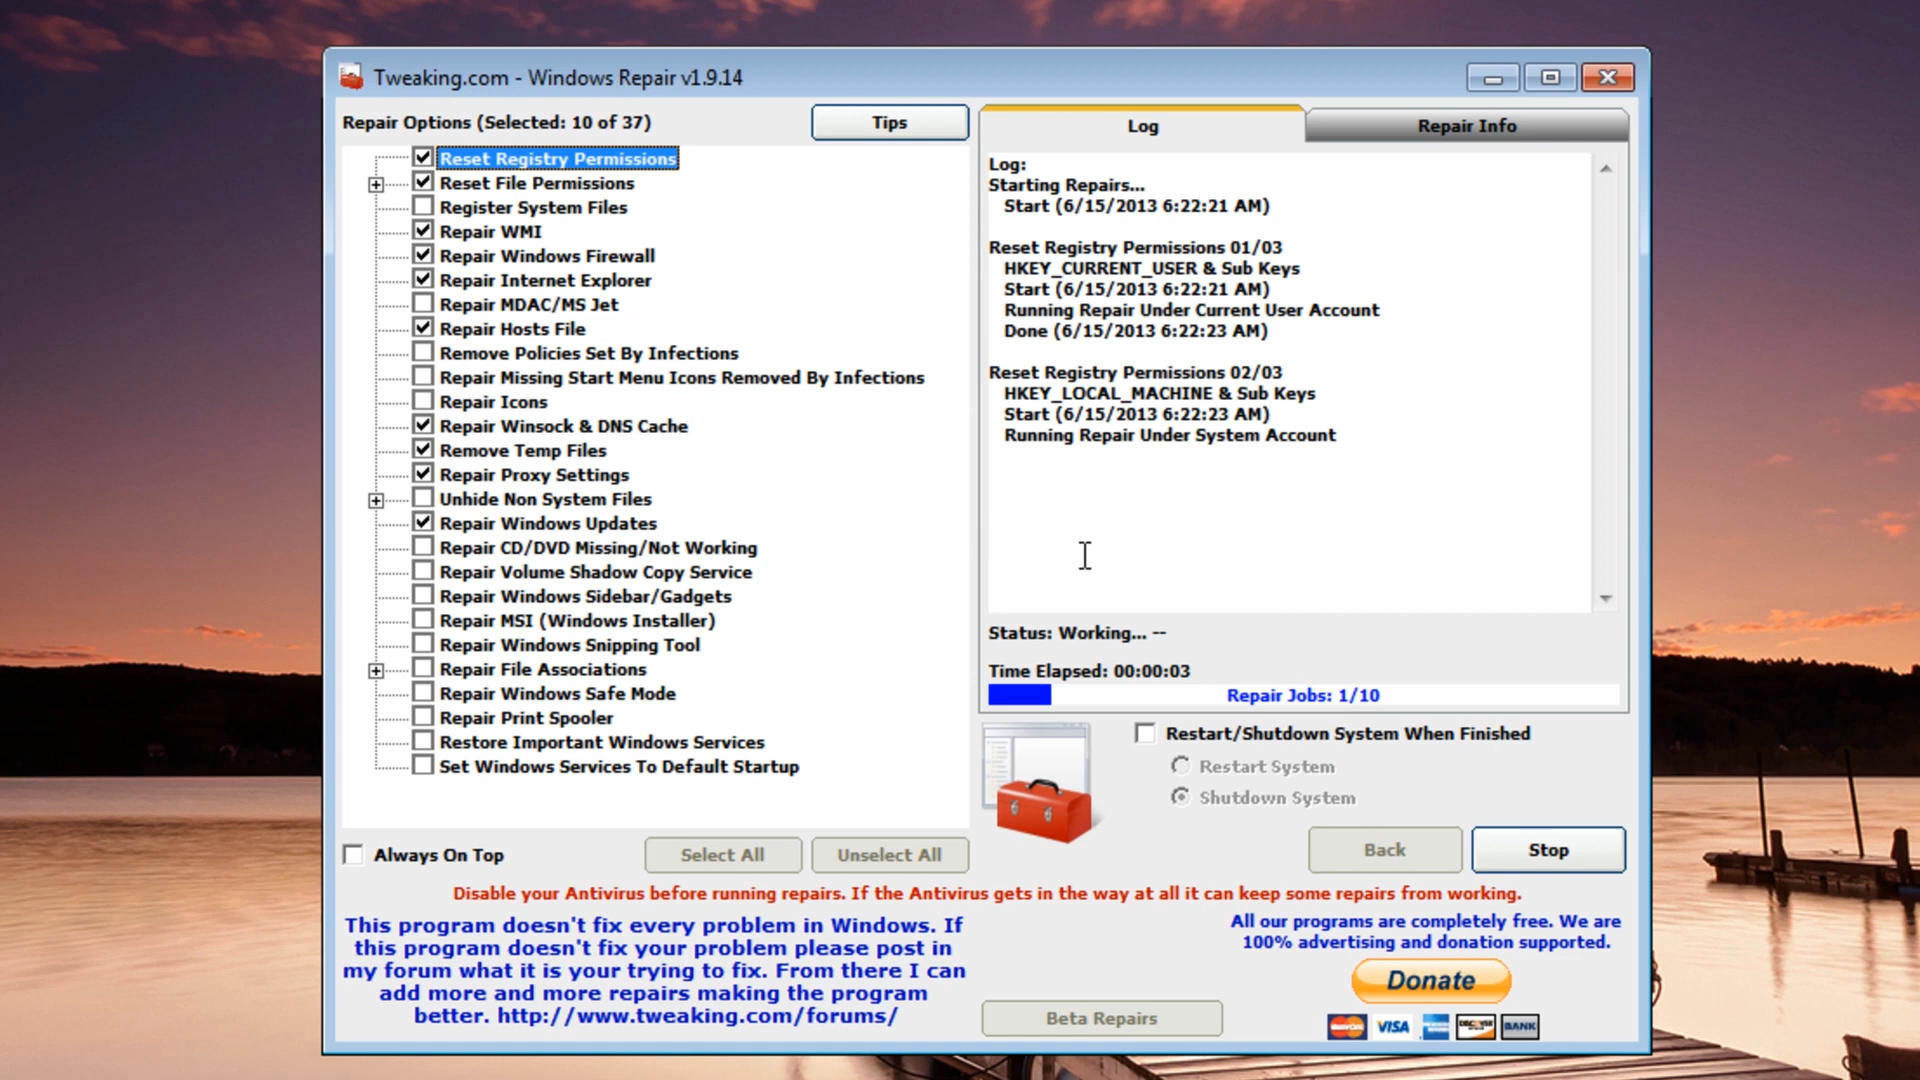 Tweaking.com - Windows Repair v1.9.14
Repair Options (Selected: 10 of 37)
Tips
Reset Registry Permissions
Reset File Permissions
Register System Files
Repair WMI
Repair Windows Firewall
Repair Internet Explorer
Repair MDAC/MS Jet
Repair Hosts File
Remove Policies Set By Infections
Repair Missing Start Menu Icons Removed By Infections
Repair Icons
Repair Winsock & DNS Cache
Remove Temp Files
Repair Proxy Settings
Unhide Non System Files
Repair Windows Updates
Repair CD/DVD Missing/Not Working
Repair Volume Shadow Copy Service
Repair Windows Sidebar/Gadgets
Repair MSI (Windows Installer)
Repair Windows Snipping Tool
Repair File Associations
Repair Windows Safe Mode
Repair Print Spooler
Restore Important Windows Services
Set Windows Services To Default Startup
Always On Top
Select All
Unselect All
Log
Repair Info
Log:
Starting Repairs...
Start (6/15/2013 6:22:21 AM)
Reset Registry Permissions 01/03
HKEY_CURRENT_USER & Sub Keys
Start (6/15/2013 6:22:21 AM)
Running Repair Under Current User Account
Done (6/15/2013 6:22:23 AM)
Reset Registry Permissions 02/03
HKEY_LOCAL_MACHINE & Sub Keys
Start (6/15/2013 6:22:23 AM)
Running Repair Under System Account
Status: Working... --
Time Elapsed: 00:00:03
Repair Jobs: 1/10
Restart/Shutdown System When Finished
Restart System
Shutdown System
Back
Stop
Disable your Antivirus before running repairs. If the Antivirus gets in the way at all it can keep some repairs from working.
This program doesn't fix every problem in Windows. If
this program doesn't fix your problem please post in
my forum what it is your trying to fix. From there I can
add more and more repairs making the program
better. http://www.tweaking.com/forums/
Beta Repairs
All our programs are completely free. We are
100% advertising and donation supported.
Donate
VISA
BANK